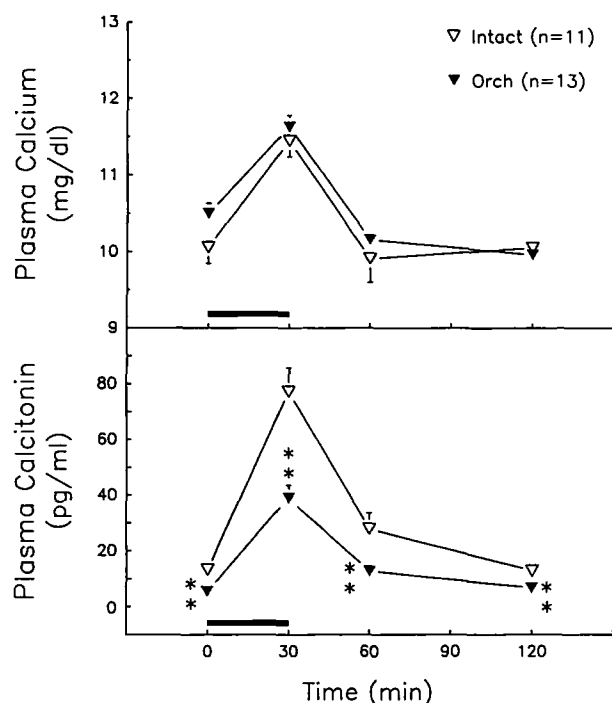 13
12
11
10
9
Plasma Calcium
(mg/dl)
▽ Intact (n=11)
▼ Orch (n=13)
80
60
40
20
0
Plasma Calcitonin
(pg/ml)
*
*
*
*
*
*
*
*
0 30 60 90 120
Time (min)